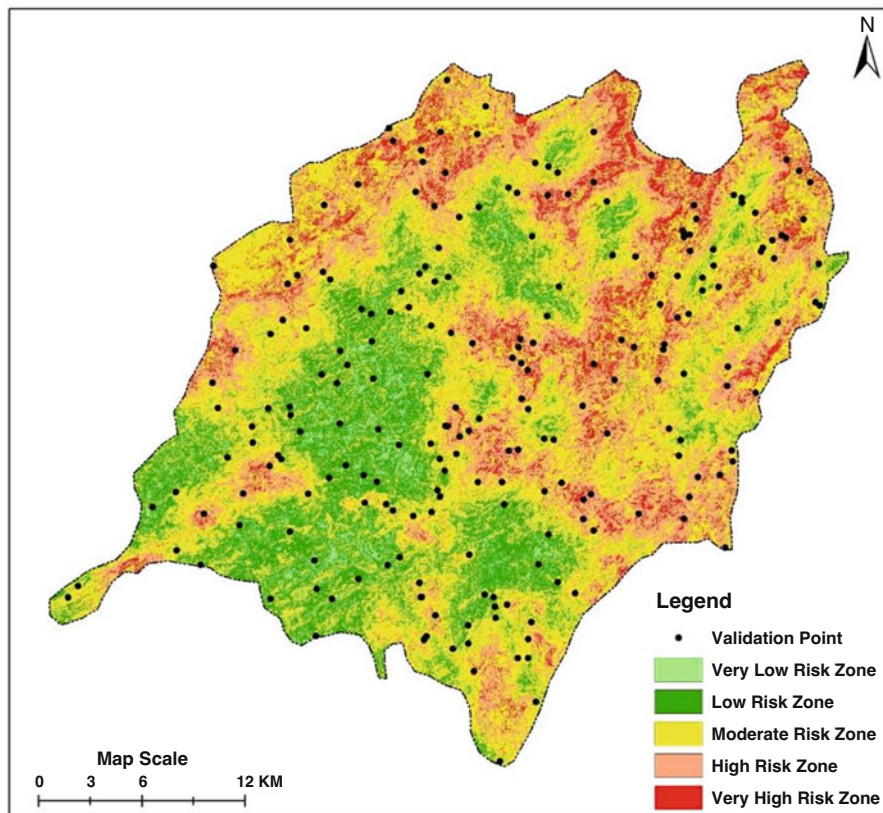 N
Legend
Validation Point
Very Low Risk Zone
Low Risk Zone
Moderate Risk Zone
High Risk Zone
Very High Risk Zone
Map Scale
0 3 6 12 KM